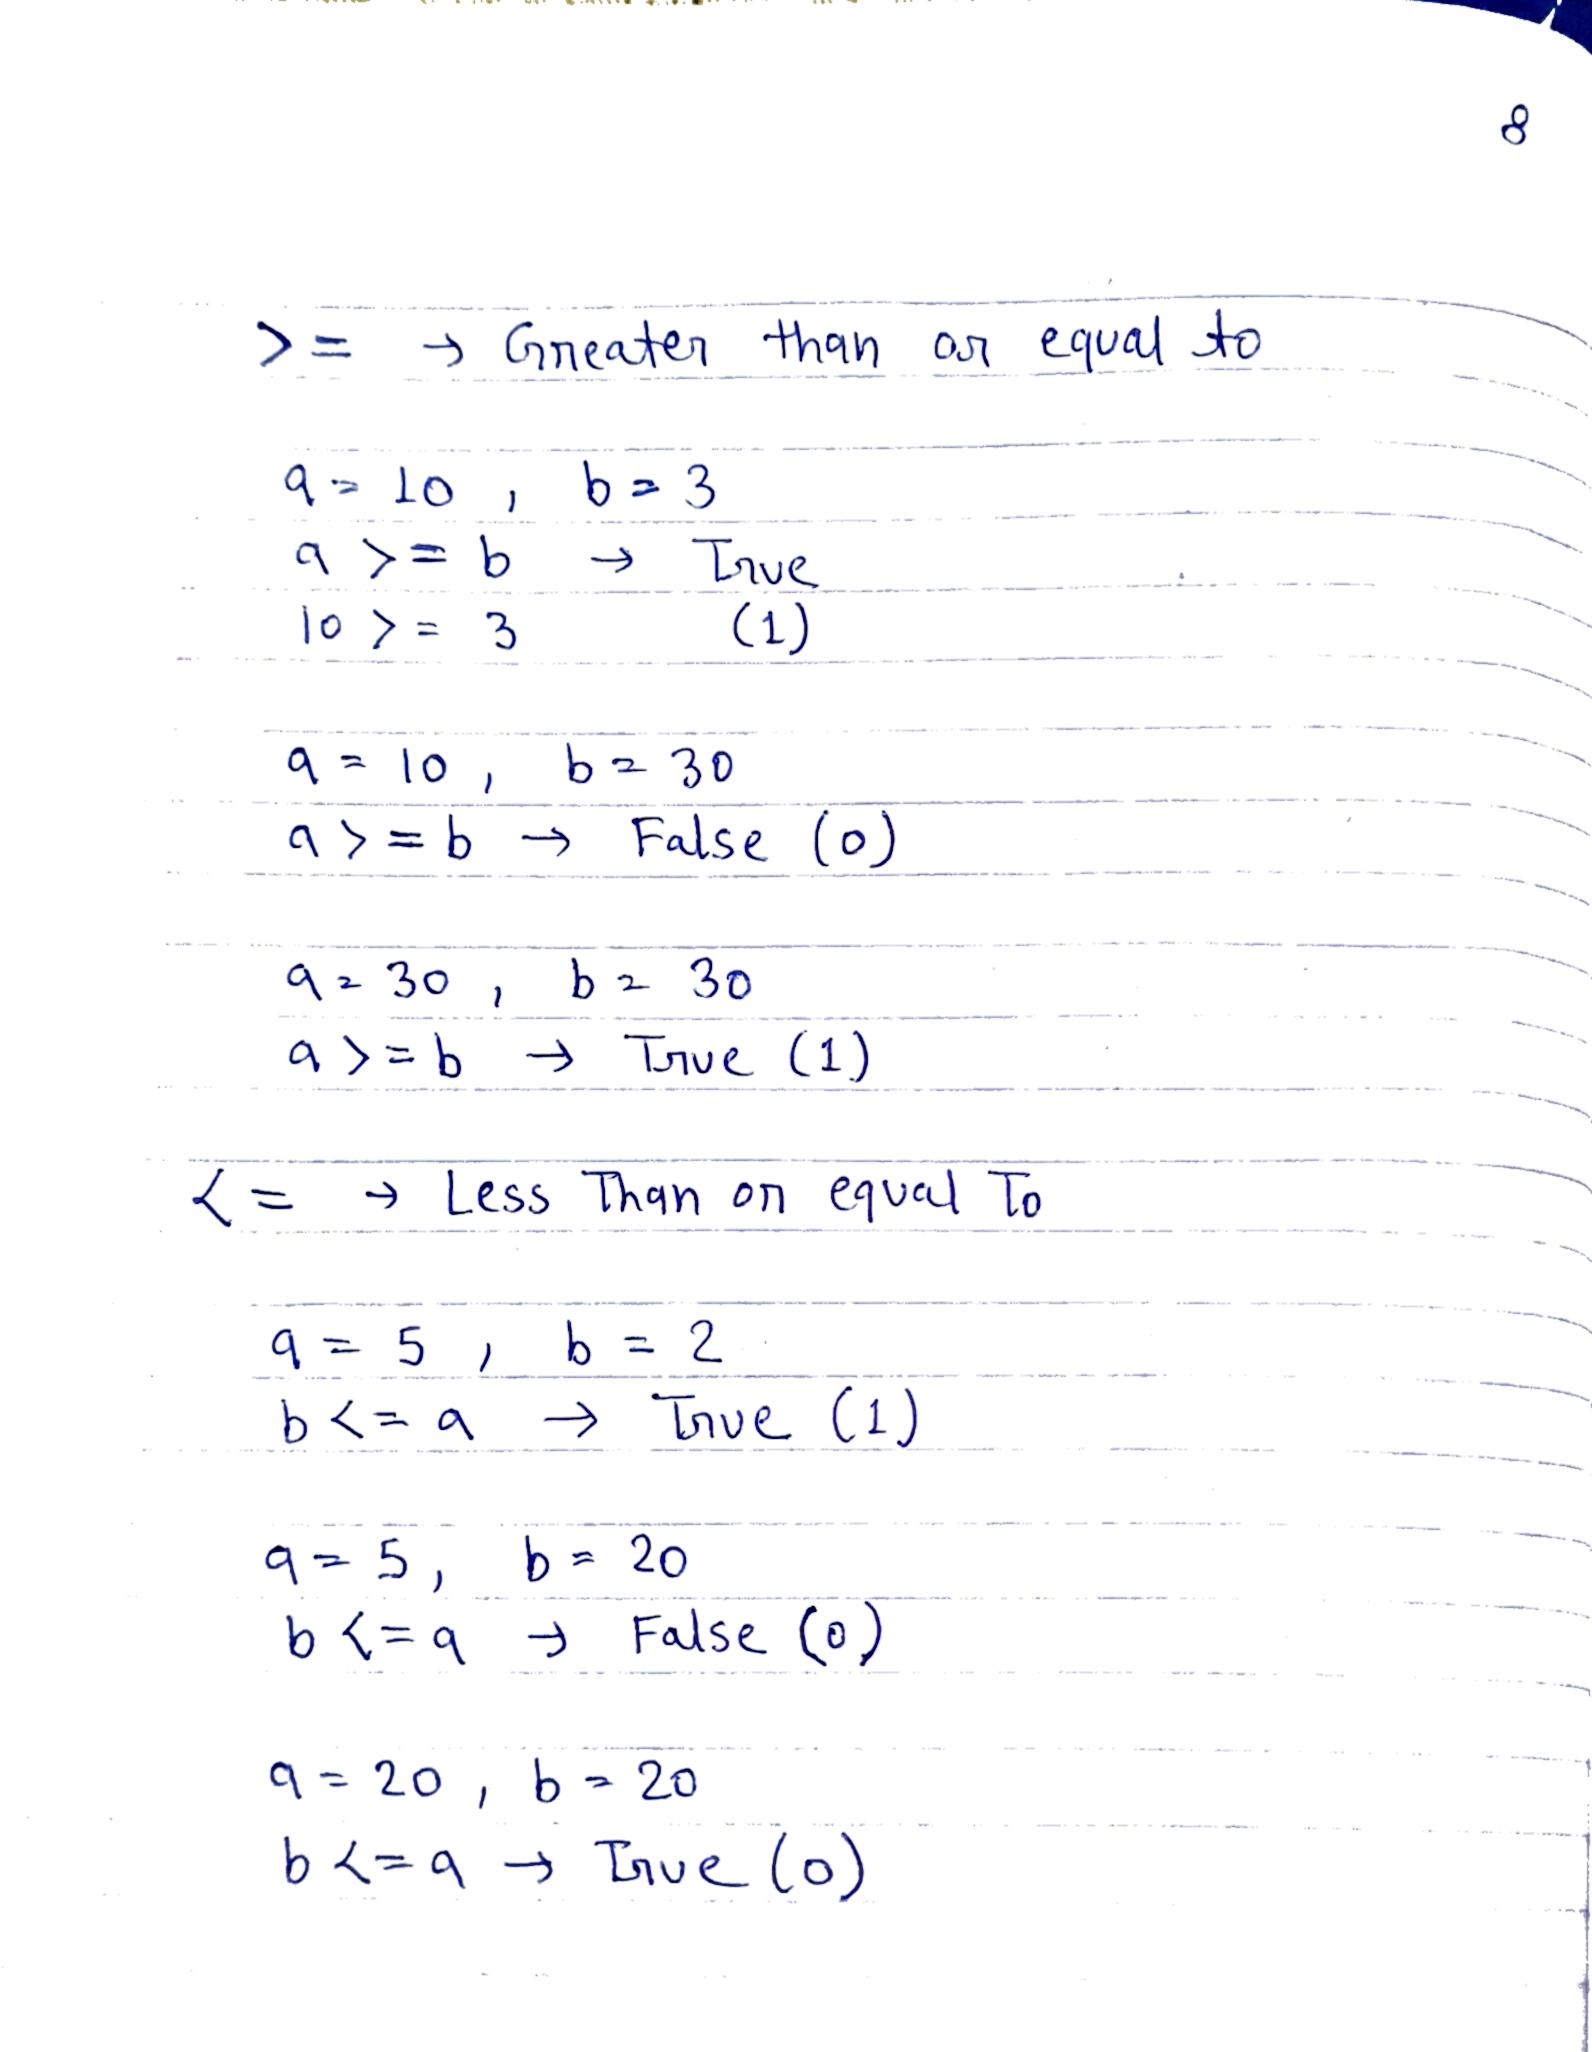 8
>= → Greater than or equal to
a = 10 , b = 3
a >= b → True
10 >= 3 (1)
a = 10 , b = 30
a >= b → False (0)
a = 30 , b = 30
a >= b → True (1)
<= → Less Than or equal To
a = 5 , b = 2
b <= a → True (1)
a = 5, b = 20
b <= a → False (0)
a = 20 , b = 20
b <= a → True (0)